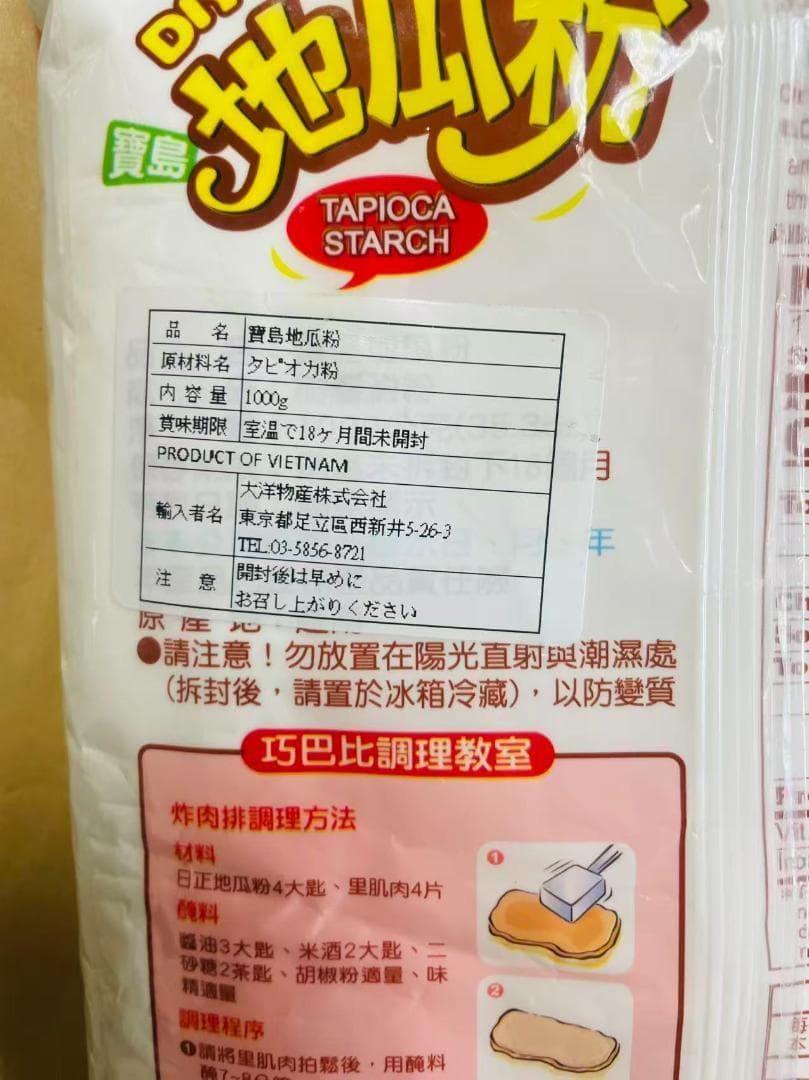 地瓜粉
寶島
TAPIOCA
STARCH
品 名 寶島地瓜粉
原材料名 タピオカ粉
内容量 1000g
賞味期限 室温で18ヶ月間未開封
PRODUCT OF VIETNAM
輸入者名 大洋物産株式会社
東京都足立區西新井5-26-3
TEL:03-5856-8721
注 意 開封後は早めに
お召し上がりください
月
年
原產地
●請注意！勿放置在陽光直射與潮濕處
（拆封後，請置於冰箱冷藏），以防變質
巧巴比調理教室
炸肉排調理方法
材料
日正地瓜粉4大匙、里肌肉4片
醃料
醬油3大匙、米酒2大匙、二
砂糖2茶匙、胡椒粉適量、味
精適量
調理程序
❶請將里肌肉拍鬆後，用醃料
1
2